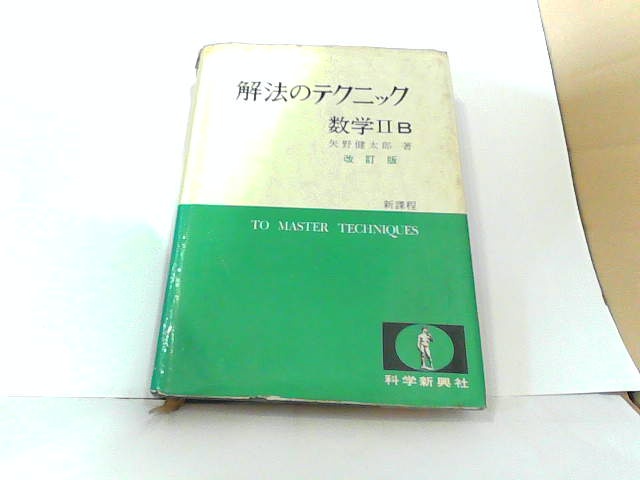 解法のテクニック
数学IIB
矢野健太郎 著
改訂版
新課程
TO MASTER TECHNIQUES
科学新興社